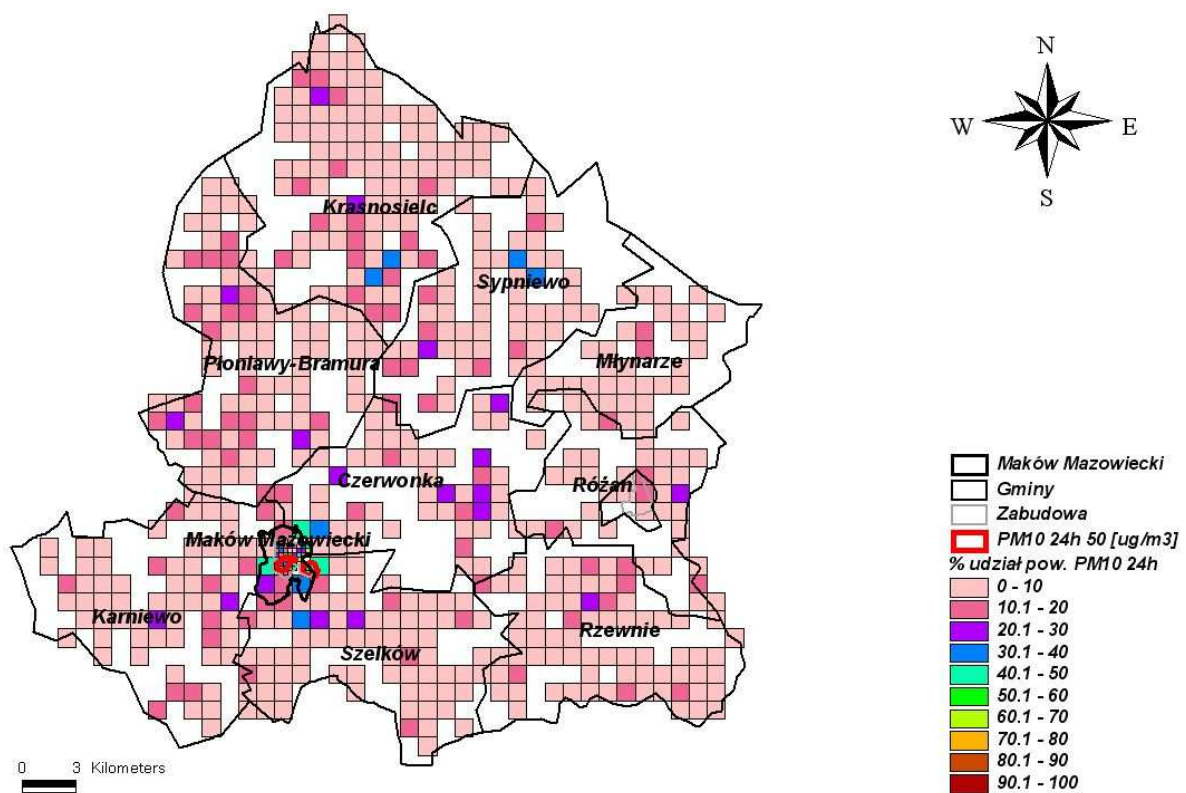 N
W E
S
Krasnosielc
Sypniewo
Płoniawy-Bramura
Młynarze
Czerwonka
Różan
Maków Mazowiecki
Karniewo
Rzewnie
Szelków
Maków Mazowiecki
Gminy
Zabudowa
PM10 24h 50 [ug/m3]
% udział pow. PM10 24h
0 - 10
10.1 - 20
20.1 - 30
30.1 - 40
40.1 - 50
50.1 - 60
60.1 - 70
70.1 - 80
80.1 - 90
90.1 - 100
0 3 Kilometers